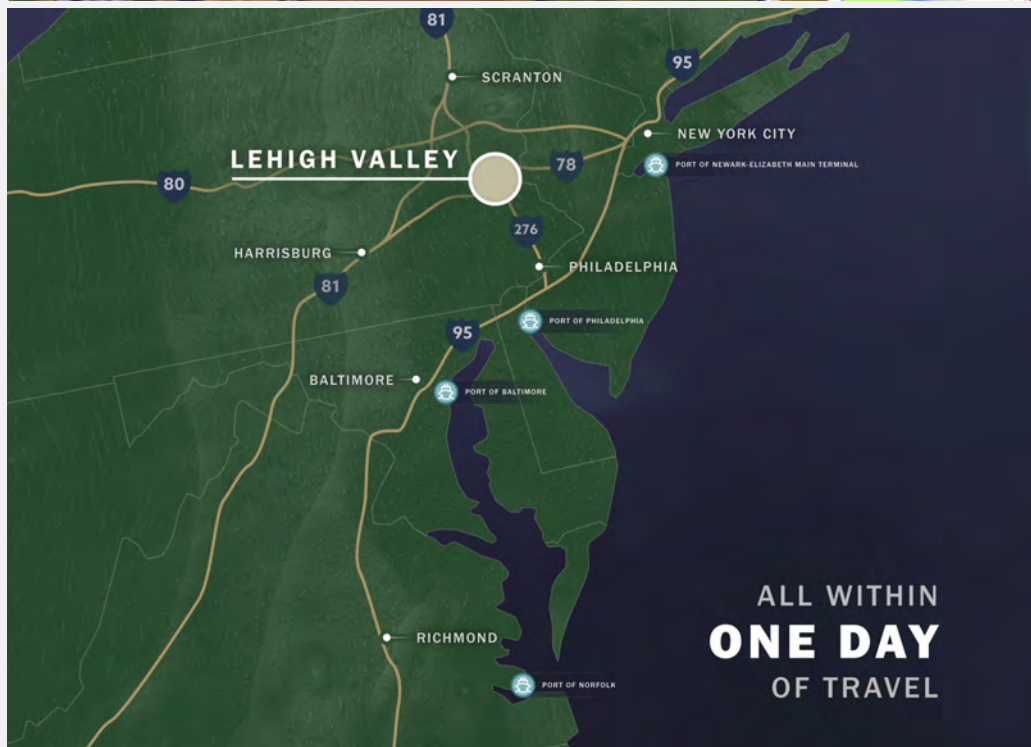 81
95
SCRANTON
NEW YORK CITY
LEHIGH VALLEY
78
PORT OF NEWARK-ELIZABETH MAIN TERMINAL
80
276
HARRISBURG
PHILADELPHIA
81
PORT OF PHILADELPHIA
95
BALTIMORE
PORT OF BALTIMORE
ALL WITHIN
ONE DAY
OF TRAVEL
RICHMOND
PORT OF NORFOLK